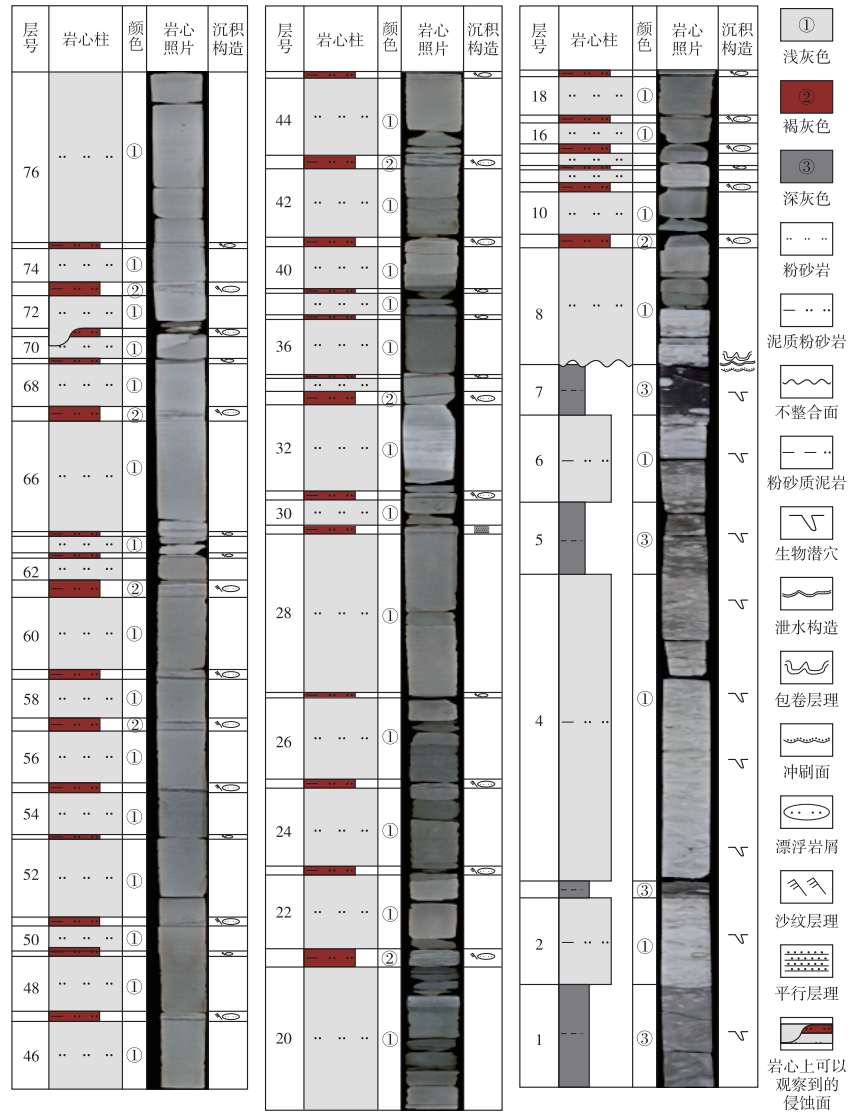 层号 岩心柱 颜色 岩心照片 沉积构造
76 ①
74 ①
②
72 ①
70 ①
68 ①
②
66 ①
①
62
②
60 ①
58 ①
②
56 ①
54 ①
52 ①
50 ①
48 ①
46 ①
层号 岩心柱 颜色 岩心照片 沉积构造
44 ①
②
42 ①
40 ①
①
36 ①
②
32 ①
30 ①
28 ①
26 ①
24 ①
22 ①
②
20 ①
层号 岩心柱 颜色 岩心照片 沉积构造
18 ①
16 ①
10 ①
②
8 ①
7 ③
6 ①
5 ③
4 ①
③
2 ①
1 ③
①
浅灰色
②
褐灰色
③
深灰色
粉砂岩
泥质粉砂岩
不整合面
粉砂质泥岩
生物潜穴
泄水构造
包卷层理
冲刷面
漂浮岩屑
沙纹层理
平行层理
岩心上可以
观察到的
侵蚀面